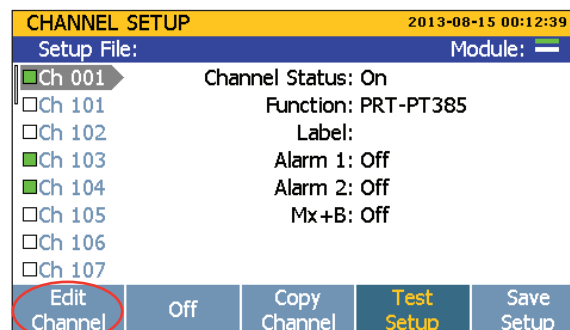 CHANNEL SETUP 2013-08-15 00:12:39
Setup File: Module:
Ch 001 Channel Status: On
Ch 101 Function: PRT-PT385
Ch 102 Label:
Ch 103 Alarm 1: Off
Ch 104 Alarm 2: Off
Ch 105 Mx+B: Off
Ch 106
Ch 107
Edit Channel Off Copy Channel Test Setup Save Setup